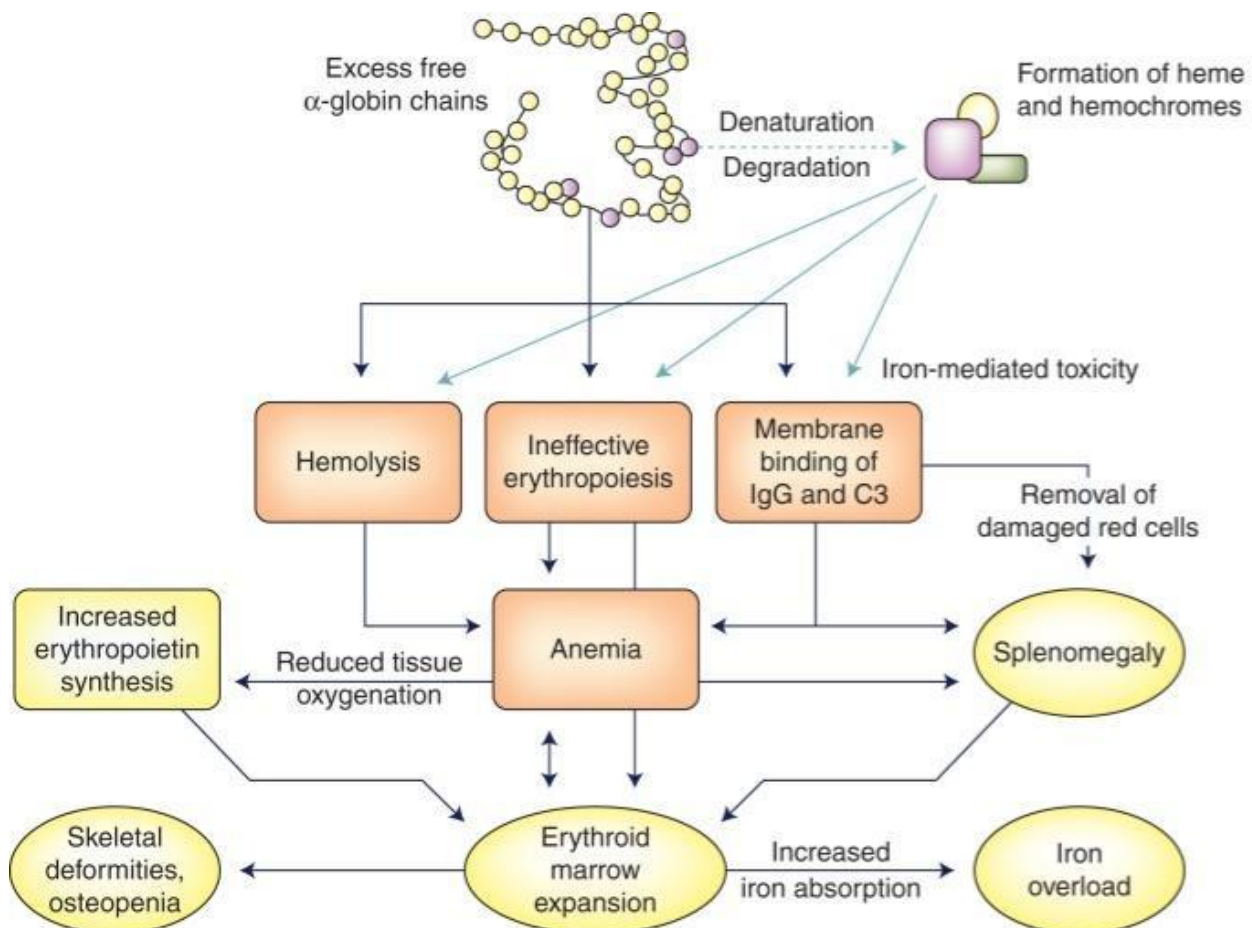 Excess free
α-globin chains
Denaturation
Degradation
Formation of heme
and hemochromes
Iron-mediated toxicity
Hemolysis
Ineffective
erythropoiesis
Membrane
binding of
IgG and C3
Removal of
damaged red cells
Increased
erythropoietin
synthesis
Reduced tissue
oxygenation
Anemia
Splenomegaly
Skeletal
deformities,
osteopenia
Erythroid
marrow
expansion
Increased
iron absorption
Iron
overload